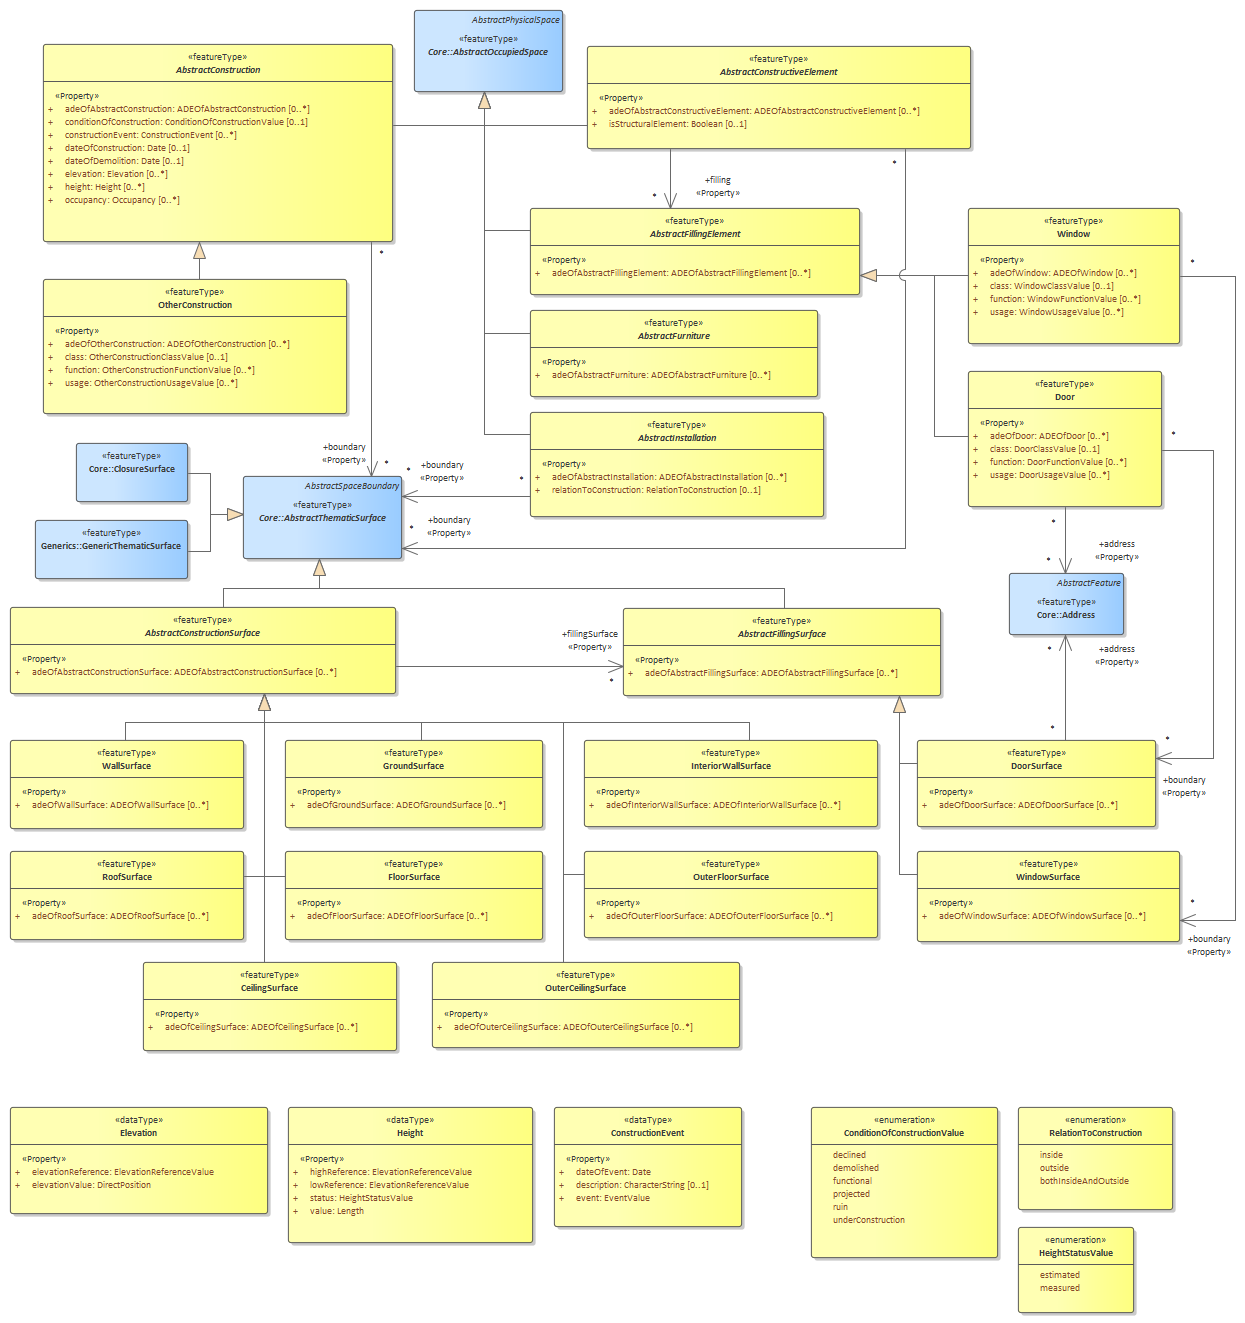 AbstractPhysicalSpace
«featureType»
Core::AbstractOccupiedSpace
«featureType»
AbstractConstruction
«Property»
+ adeOfAbstractConstruction: ADEOfAbstractConstruction [0..*]
+ conditionOfConstruction: ConditionOfConstructionValue [0..1]
+ constructionEvent: ConstructionEvent [0..*]
+ dateOfConstruction: Date [0..1]
+ dateOfDemolition: Date [0..1]
+ elevation: Elevation [0..*]
+ height: Height [0..*]
+ occupancy: Occupancy [0..*]
«featureType»
AbstractConstructiveElement
«Property»
+ adeOfAbstractConstructiveElement: ADEOfAbstractConstructiveElement [0..*]
+ isStructuralElement: Boolean [0..1]
*
+filling
«Property»
*
«featureType»
AbstractFillingElement
«Property»
+ adeOfAbstractFillingElement: ADEOfAbstractFillingElement [0..*]
«featureType»
Window
«Property»
+ adeOfWindow: ADEOfWindow [0..*]
+ class: WindowClassValue [0..1]
+ function: WindowFunctionValue [0..*]
+ usage: WindowUsageValue [0..*]
*
*
«featureType»
OtherConstruction
«Property»
+ adeOfOtherConstruction: ADEOfOtherConstruction [0..*]
+ class: OtherConstructionClassValue [0..1]
+ function: OtherConstructionFunctionValue [0..*]
+ usage: OtherConstructionUsageValue [0..*]
«featureType»
AbstractFurniture
«Property»
+ adeOfAbstractFurniture: ADEOfAbstractFurniture [0..*]
«featureType»
Door
«Property»
+ adeOfDoor: ADEOfDoor [0..*]
+ class: DoorClassValue [0..1]
+ function: DoorFunctionValue [0..*]
+ usage: DoorUsageValue [0..*]
*
*
«featureType»
AbstractInstallation
«Property»
+ adeOfAbstractInstallation: ADEOfAbstractInstallation [0..*]
+ relationToConstruction: RelationToConstruction [0..1]
*
+boundary
«Property»
*
*
+boundary
«Property»
*
+boundary
«Property»
«featureType»
Core::ClosureSurface
«featureType»
Generics::GenericThematicSurface
AbstractSpaceBoundary
«featureType»
Core::AbstractThematicSurface
+address
«Property»
*
AbstractFeature
«featureType»
Core::Address
*
+address
«Property»
*
«featureType»
AbstractConstructionSurface
«Property»
+ adeOfAbstractConstructionSurface: ADEOfAbstractConstructionSurface [0..*]
+fillingSurface
«Property»
*
«featureType»
AbstractFillingSurface
«Property»
+ adeOfAbstractFillingSurface: ADEOfAbstractFillingSurface [0..*]
«featureType»
WallSurface
«Property»
+ adeOfWallSurface: ADEOfWallSurface [0..*]
«featureType»
GroundSurface
«Property»
+ adeOfGroundSurface: ADEOfGroundSurface [0..*]
«featureType»
InteriorWallSurface
«Property»
+ adeOfInteriorWallSurface: ADEOfInteriorWallSurface [0..*]
«featureType»
DoorSurface
«Property»
+ adeOfDoorSurface: ADEOfDoorSurface [0..*]
*
+boundary
«Property»
«featureType»
RoofSurface
«Property»
+ adeOfRoofSurface: ADEOfRoofSurface [0..*]
«featureType»
FloorSurface
«Property»
+ adeOfFloorSurface: ADEOfFloorSurface [0..*]
«featureType»
OuterFloorSurface
«Property»
+ adeOfOuterFloorSurface: ADEOfOuterFloorSurface [0..*]
«featureType»
WindowSurface
«Property»
+ adeOfWindowSurface: ADEOfWindowSurface [0..*]
*
+boundary
«Property»
«featureType»
CeilingSurface
«Property»
+ adeOfCeilingSurface: ADEOfCeilingSurface [0..*]
«featureType»
OuterCeilingSurface
«Property»
+ adeOfOuterCeilingSurface: ADEOfOuterCeilingSurface [0..*]
«dataType»
Elevation
«Property»
+ elevationReference: ElevationReferenceValue
+ elevationValue: DirectPosition
«dataType»
Height
«Property»
+ highReference: ElevationReferenceValue
+ lowReference: ElevationReferenceValue
+ status: HeightStatusValue
+ value: Length
«dataType»
ConstructionEvent
«Property»
+ dateOfEvent: Date
+ description: CharacterString [0..1]
+ event: EventValue
«enumeration»
ConditionOfConstructionValue
declined
demolished
functional
projected
ruin
underConstruction
«enumeration»
RelationToConstruction
inside
outside
bothInsideAndOutside
«enumeration»
HeightStatusValue
estimated
measured